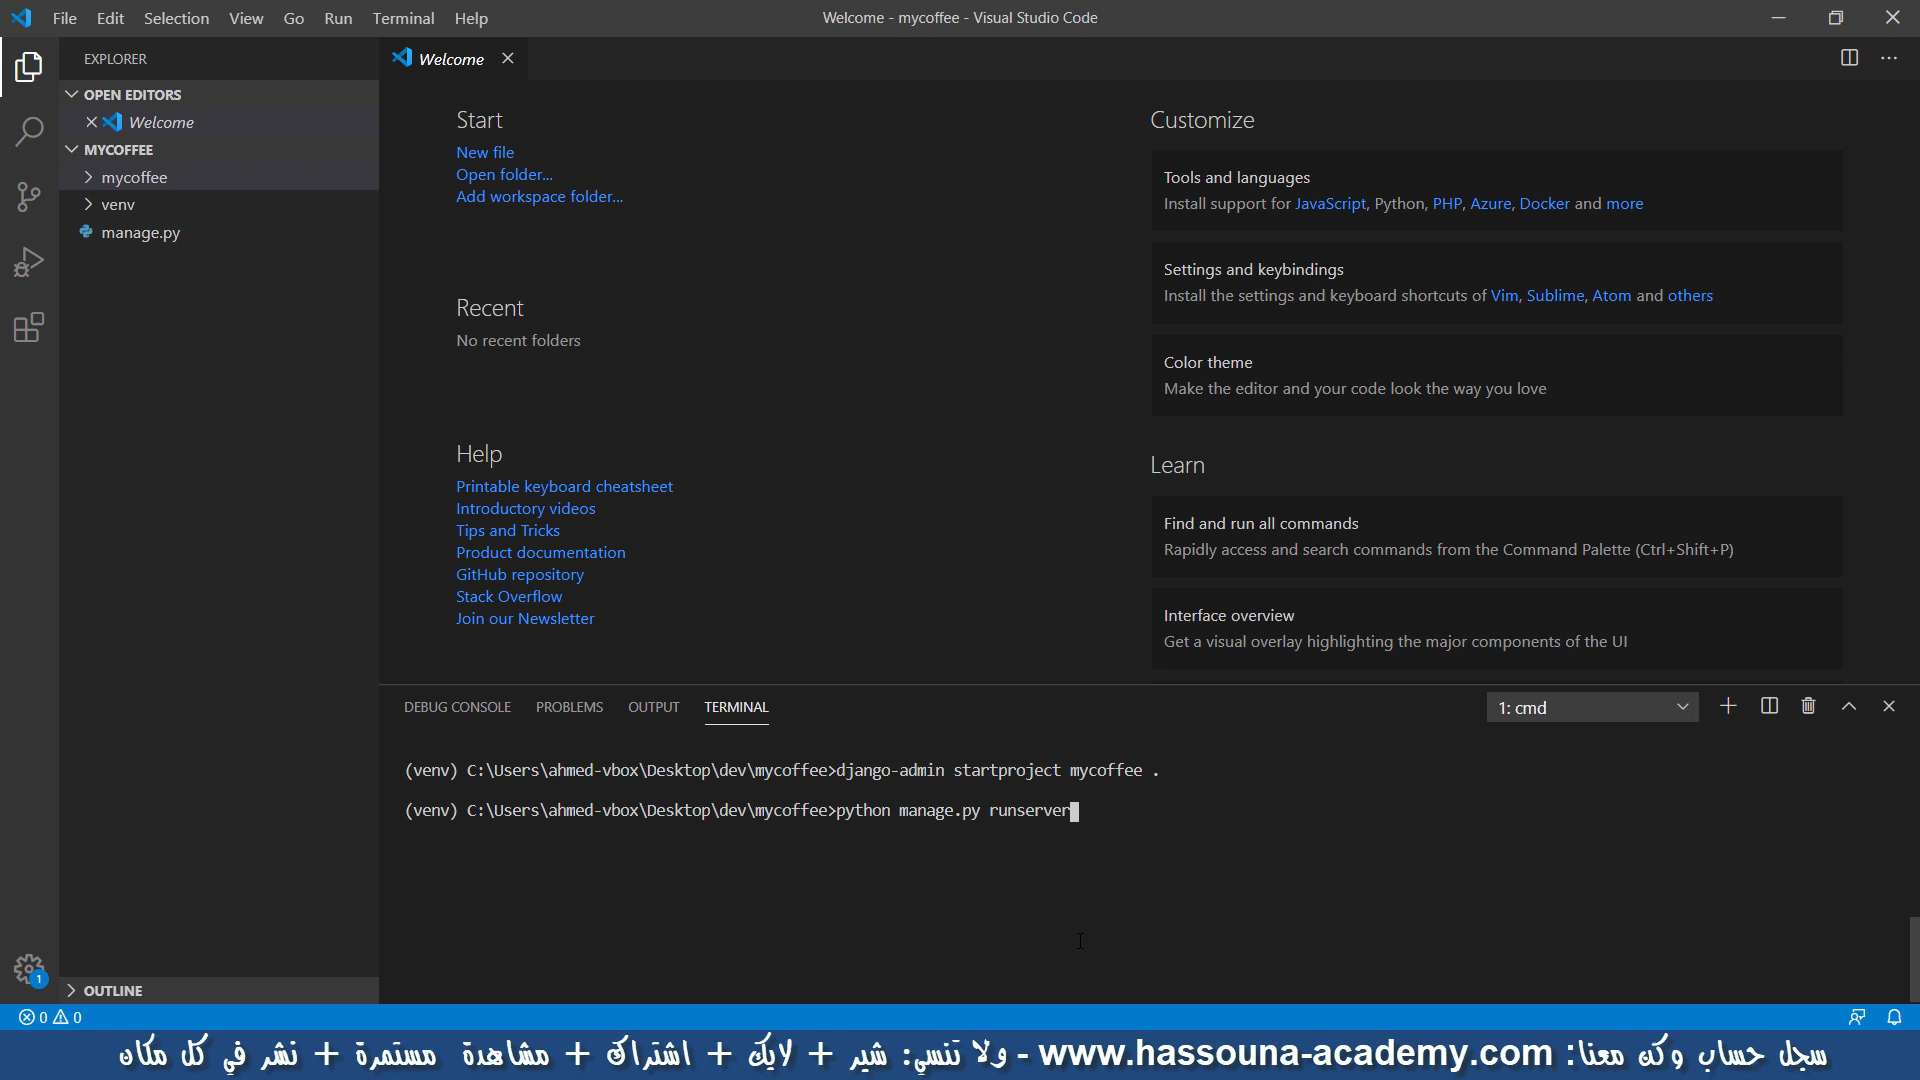 File Edit Selection View Go Run Terminal Help
Welcome - mycoffee - Visual Studio Code
EXPLORER
OPEN EDITORS
Welcome
MYCOFFEE
mycoffee
venv
manage.py
OUTLINE
Welcome
Start
New file
Open folder...
Add workspace folder...
Recent
No recent folders
Help
Printable keyboard cheatsheet
Introductory videos
Tips and Tricks
Product documentation
GitHub repository
Stack Overflow
Join our Newsletter
Customize
Tools and languages
Install support for JavaScript, Python, PHP, Azure, Docker and more
Settings and keybindings
Install the settings and keyboard shortcuts of Vim, Sublime, Atom and others
Color theme
Make the editor and your code look the way you love
Learn
Find and run all commands
Rapidly access and search commands from the Command Palette (Ctrl+Shift+P)
Interface overview
Get a visual overlay highlighting the major components of the UI
DEBUG CONSOLE PROBLEMS OUTPUT TERMINAL
1: cmd
(venv) C:\Users\ahmed-vbox\Desktop\dev\mycoffee>django-admin startproject mycoffee .
(venv) C:\Users\ahmed-vbox\Desktop\dev\mycoffee>python manage.py runserver
1
0 0
سجل حساب وكن معنا: www.hassouna-academy.com - ولا تنسي: شير + لايك + اشتراك + مشاهدة مستمرة + نشر في كل مكان